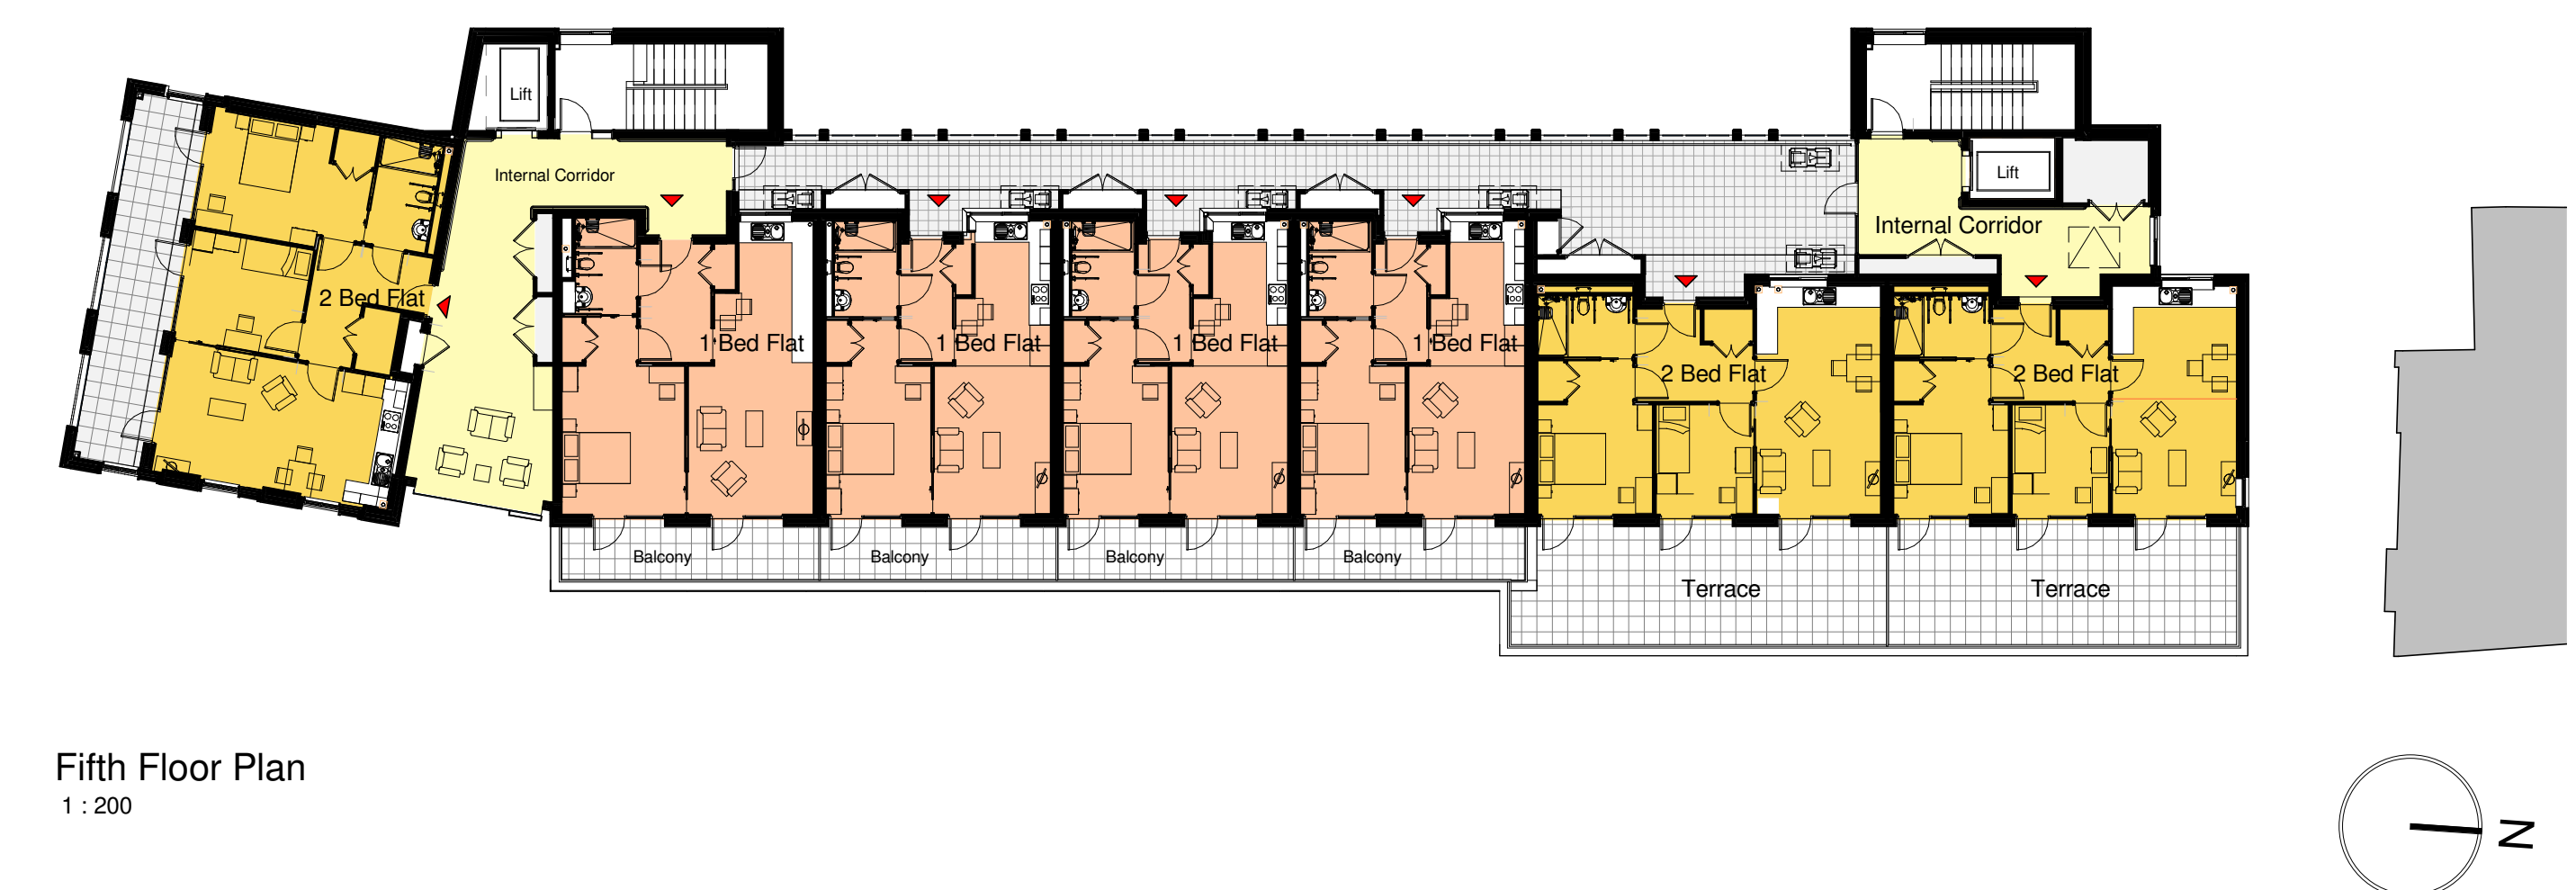 Lift
Internal Corridor
Lift
Internal Corridor
2 Bed Flat
1 Bed Flat
1 Bed Flat
1 Bed Flat
1 Bed Flat
2 Bed Flat
2 Bed Flat
Balcony
Balcony
Balcony
Balcony
Terrace
Terrace
Fifth Floor Plan
1 : 200
N